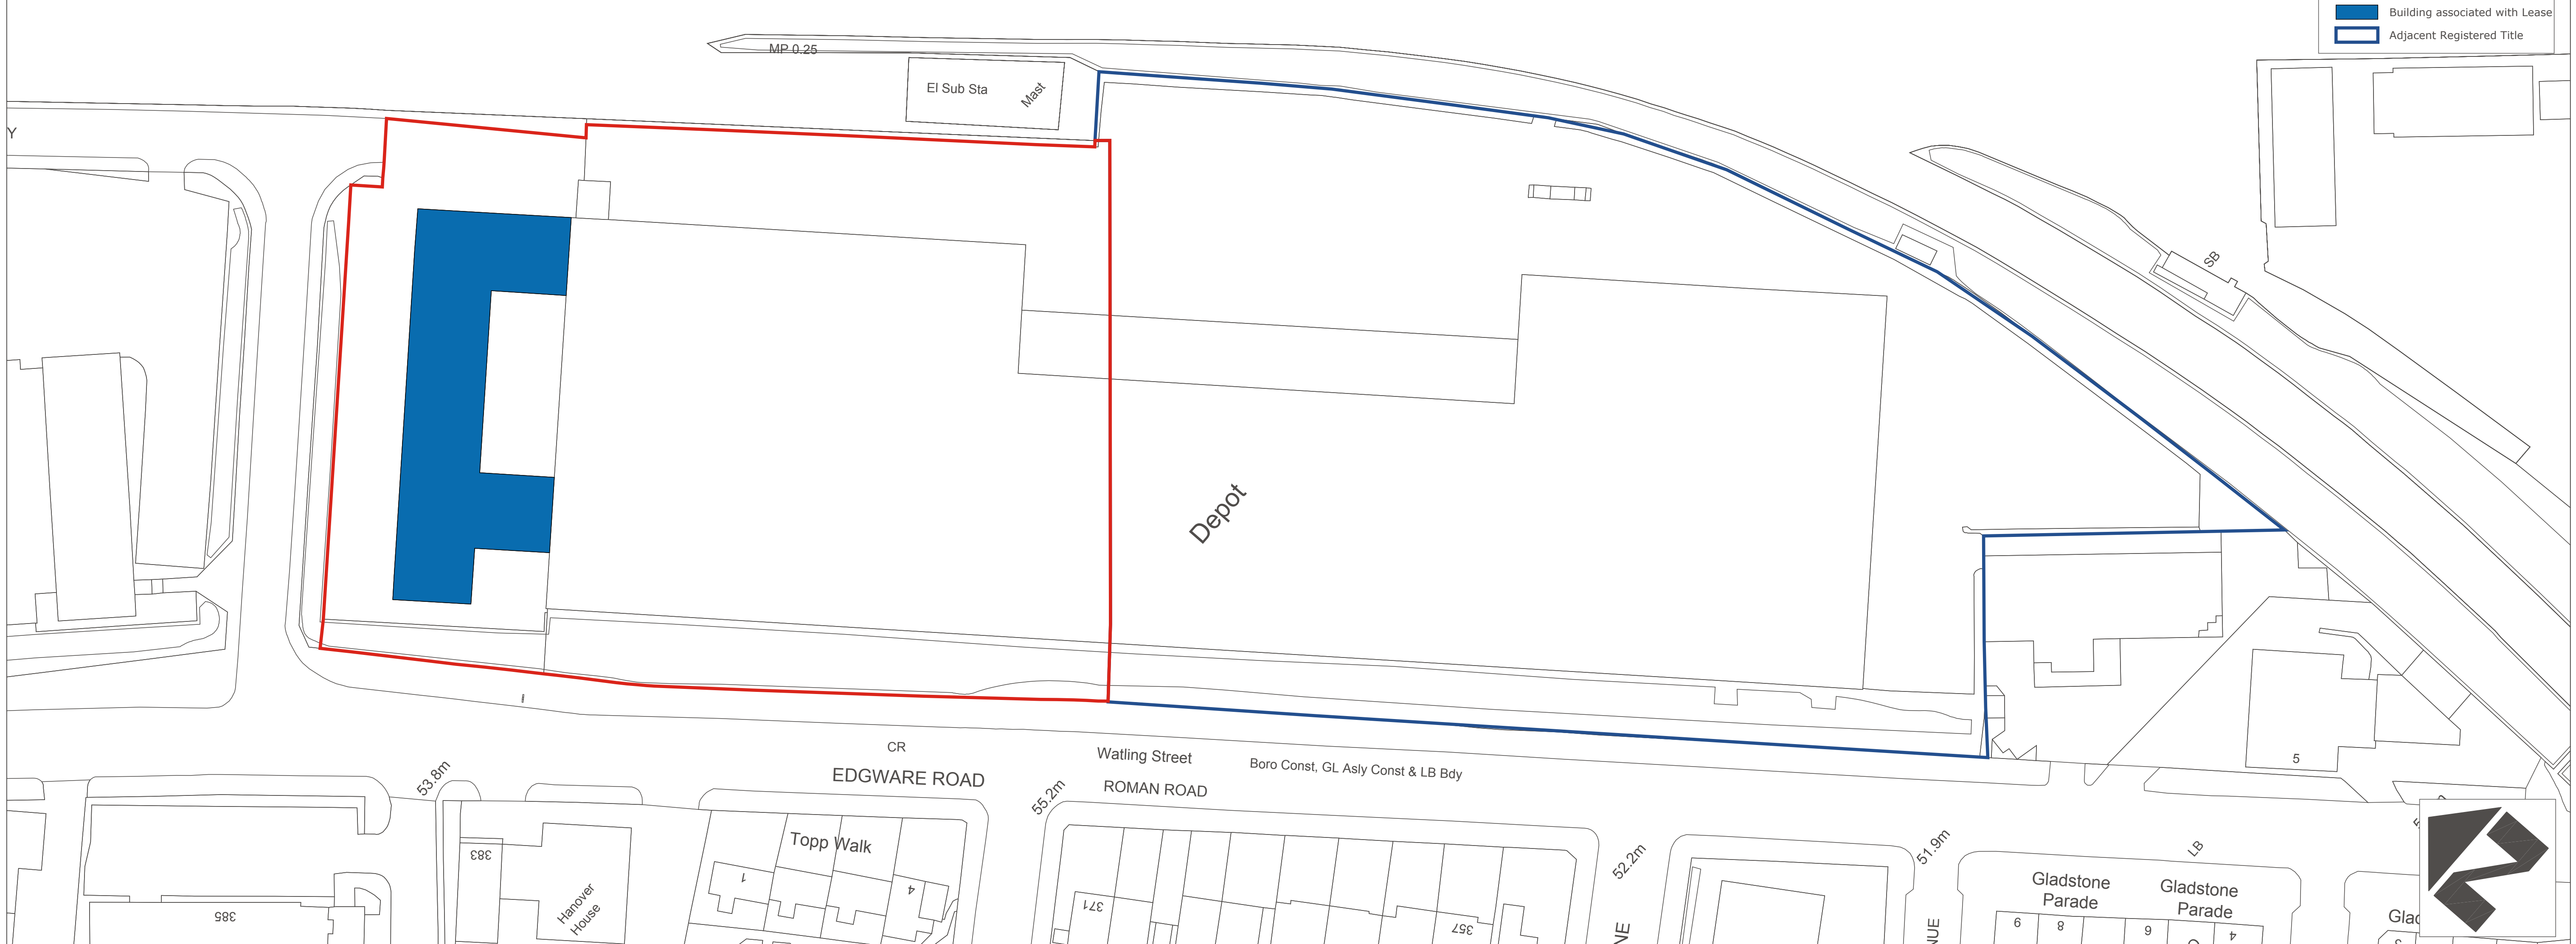 Building associated with Lease
Adjacent Registered Title
MP 0.25
El Sub Sta
Mast
Y
SB
Depot
CR
Watling Street
Boro Const, GL Asly Const & LB Bdy
EDGWARE ROAD
ROMAN ROAD
53.8m
55.2m
52.2m
51.9m
LB
5
383
Hanover
House
385
Topp Walk
1
4
371
357
NE
NUE
Gladstone
Parade
Gladstone
Parade
9
8
6
4
Glad